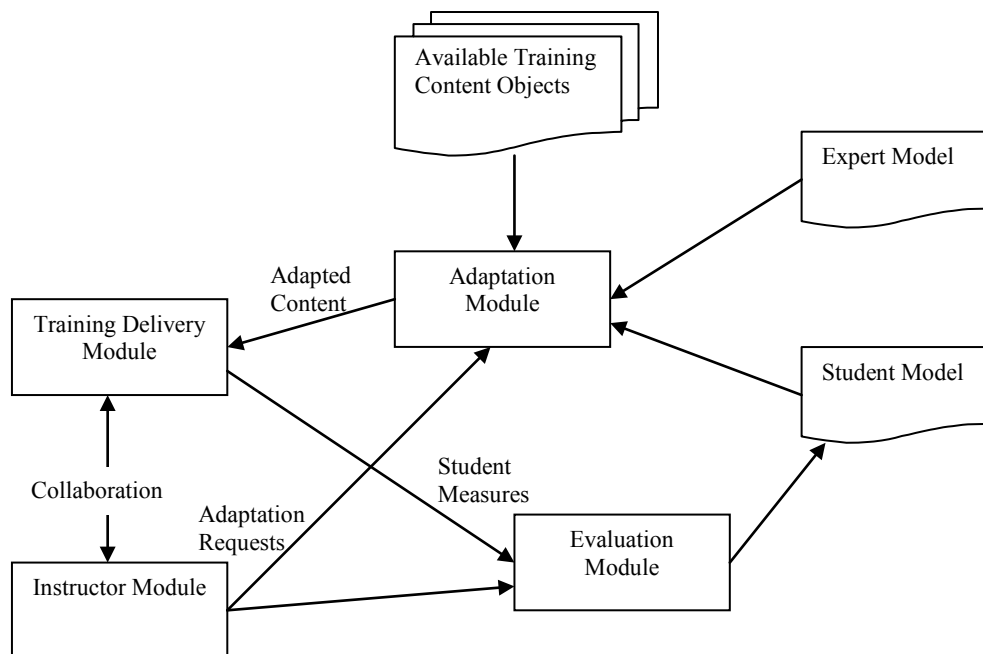 Available Training
Content Objects
Expert Model
Adaptation
Module
Adapted
Content
Training Delivery
Module
Student Model
Collaboration
Student
Measures
Adaptation
Requests
Evaluation
Module
Instructor Module